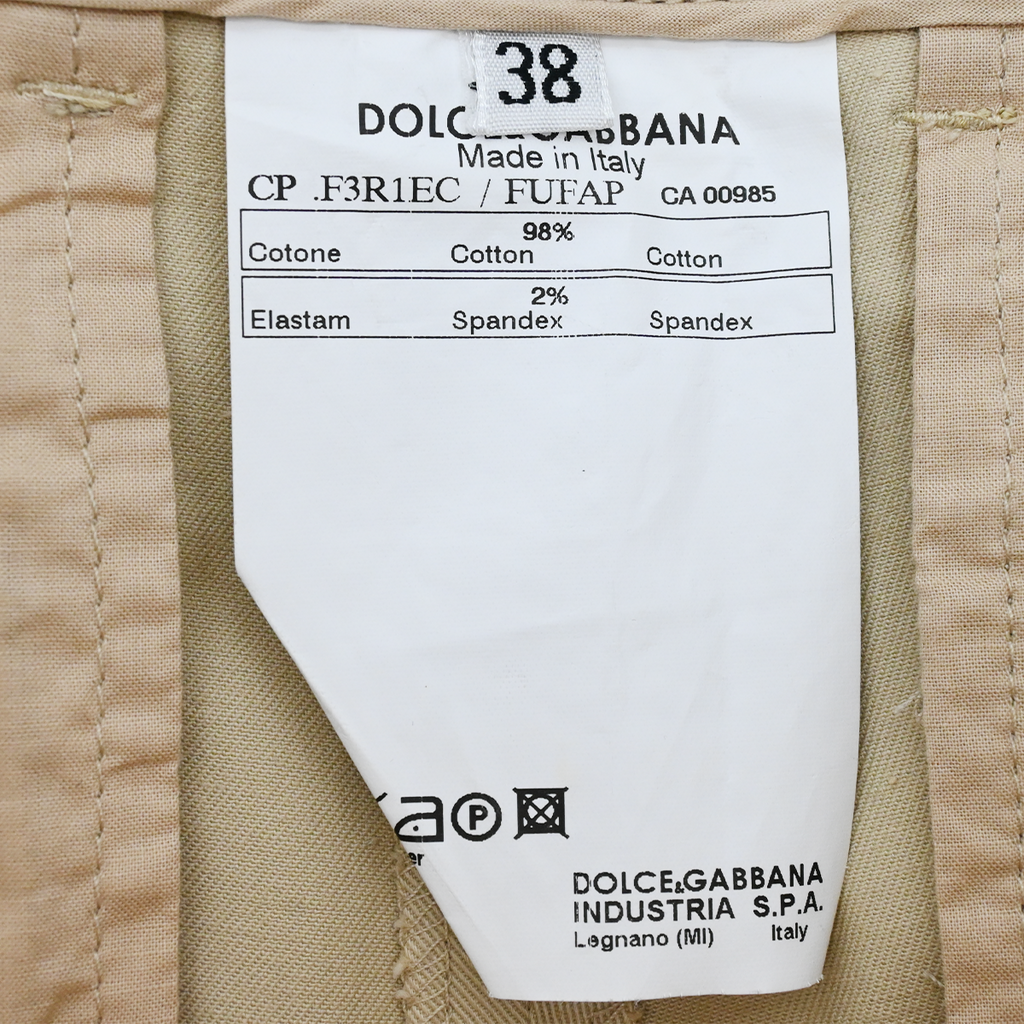 38
DOLCE&GABBANA
Made in Italy
CP .F3R1EC / FUFAP CA 00985
98%
Cotone Cotton Cotton
2%
Elastam Spandex Spandex
P
er
DOLCE&GABBANA
INDUSTRIA S.P.A.
Legnano (MI) Italy